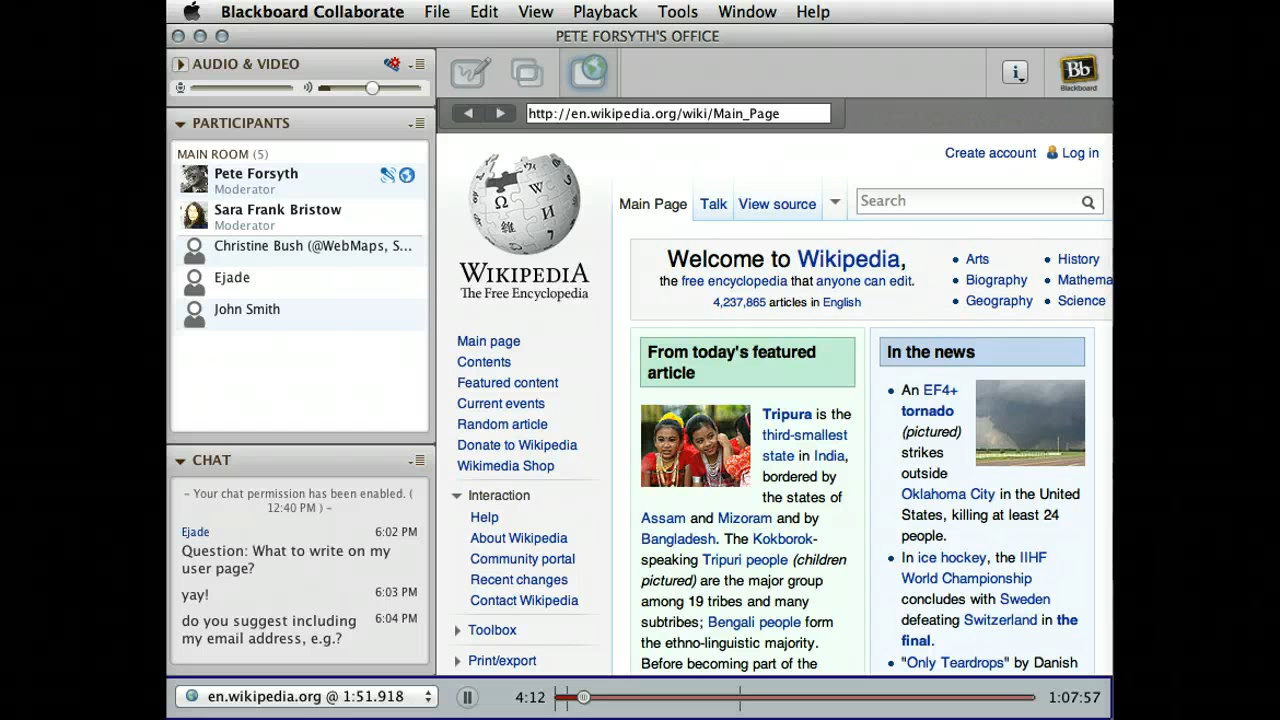 Blackboard Collaborate File Edit View Playback Tools Window Help
PETE FORSYTH'S OFFICE
AUDIO & VIDEO
PARTICIPANTS
MAIN ROOM (5)
Pete Forsyth
Moderator
Sara Frank Bristow
Moderator
Christine Bush (@WebMaps, S...
Ejade
John Smith
CHAT
– Your chat permission has been enabled. (
12:40 PM ) –
Ejade 6:02 PM
Question: What to write on my
user page?
yay! 6:03 PM
do you suggest including 6:04 PM
my email address, e.g.?
i
Bb
Blackboard
http://en.wikipedia.org/wiki/Main_Page
Create account Log in
Main Page Talk View source Search
Ω W И 維
WIKIPEDIA
The Free Encyclopedia
Main page
Contents
Featured content
Current events
Random article
Donate to Wikipedia
Wikimedia Shop
Interaction
Help
About Wikipedia
Community portal
Recent changes
Contact Wikipedia
Toolbox
Print/export
Welcome to Wikipedia,
the free encyclopedia that anyone can edit.
4,237,865 articles in English
• Arts • History
• Biography • Mathema
• Geography • Science
From today's featured
article
Tripura is the
third-smallest
state in India,
bordered by
the states of
Assam and Mizoram and by
Bangladesh. The Kokborok-
speaking Tripuri people (children
pictured) are the major group
among 19 tribes and many
subtribes; Bengali people form
the ethno-linguistic majority.
Before becoming part of the
In the news
• An EF4+
tornado
(pictured)
strikes
outside
Oklahoma City in the United
States, killing at least 24
people.
• In ice hockey, the IIHF
World Championship
concludes with Sweden
defeating Switzerland in the
final.
• "Only Teardrops" by Danish
en.wikipedia.org @ 1:51.918 4:12 1:07:57